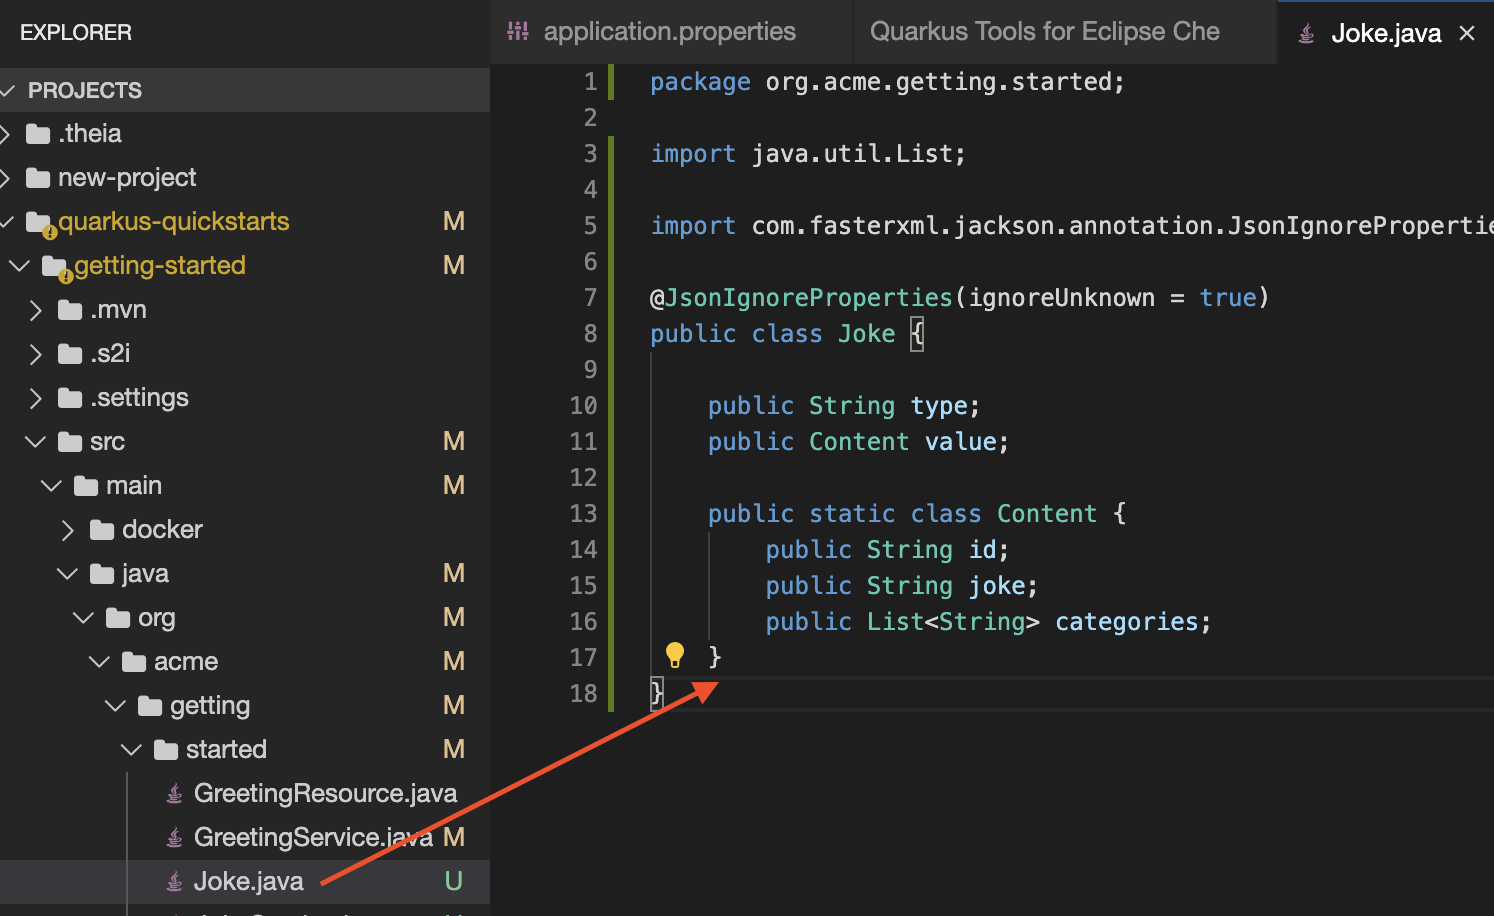 EXPLORER
PROJECTS
.theia
new-project
quarkus-quickstarts M
getting-started M
.mvn
.s2i
.settings
src M
main M
docker
java M
org M
acme M
getting M
started M
GreetingResource.java
GreetingService.java M
Joke.java U
application.properties
Quarkus Tools for Eclipse Che
Joke.java ×
1 package org.acme.getting.started;
2
3 import java.util.List;
4
5 import com.fasterxml.jackson.annotation.JsonIgnorePropertie
6
7 @JsonIgnoreProperties(ignoreUnknown = true)
8 public class Joke {
9
10 public String type;
11 public Content value;
12
13 public static class Content {
14 public String id;
15 public String joke;
16 public List<String> categories;
17 }
18 }